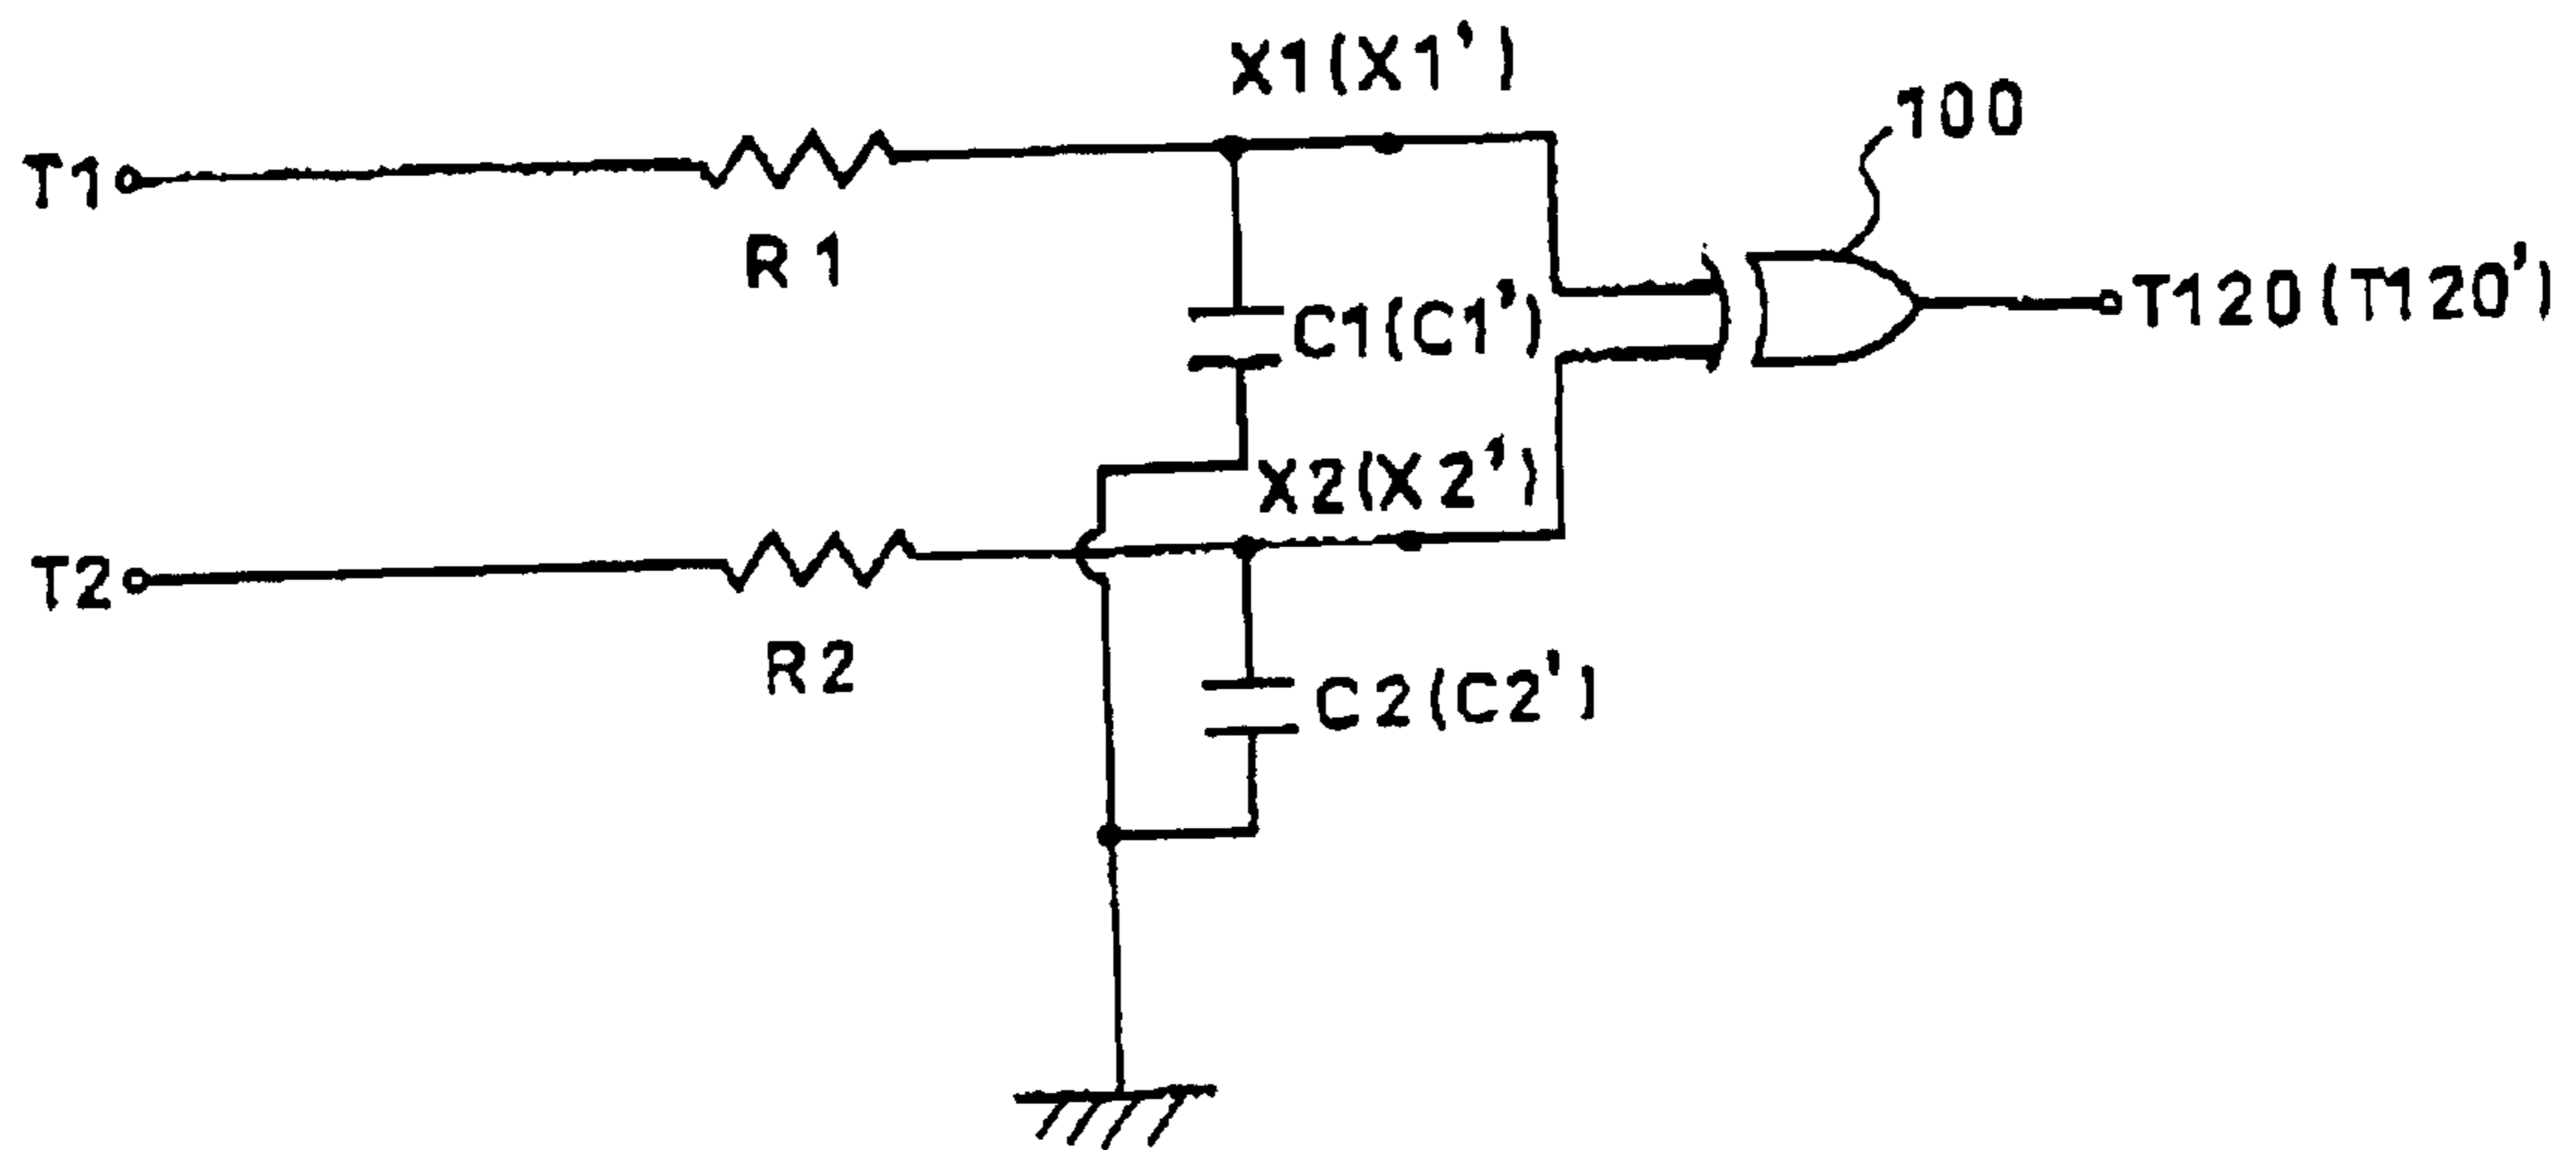 X1(X1')
100
T1
R1
C1(C1')
T120(T120')
X2(X2')
T2
R2
C2(C2')